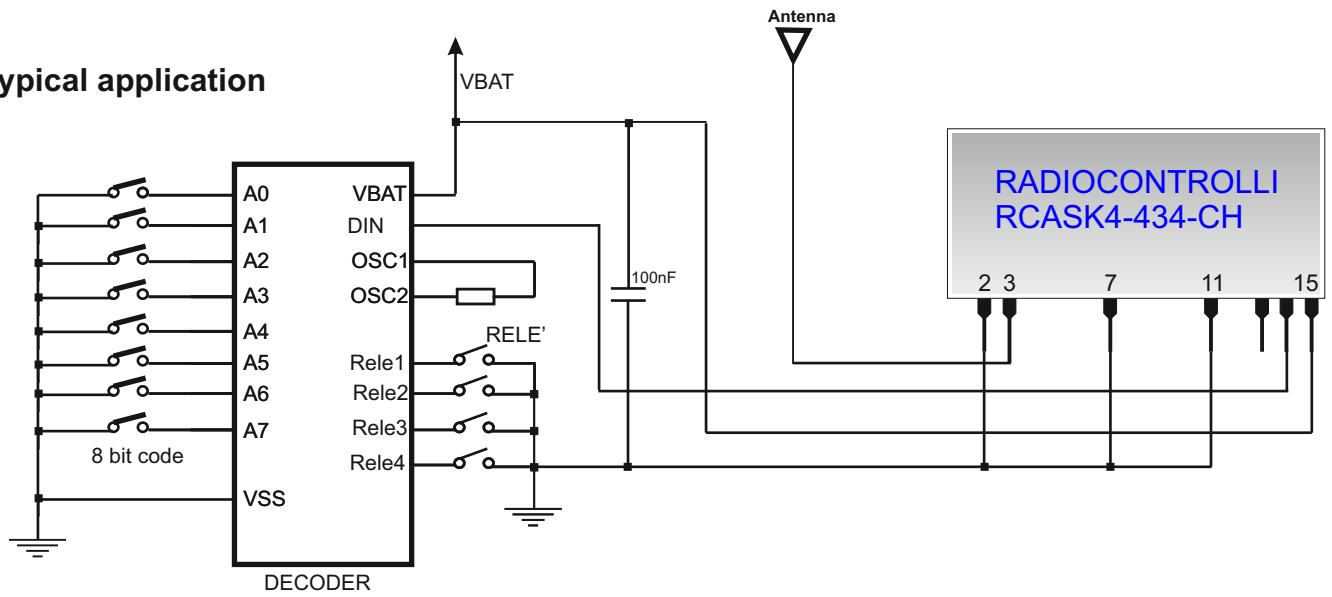 Antenna
ypical application
VBAT
RADIOCONTROLLI
RCASK4-434-CH
2 3 7 11 15
A0 VBAT
A1 DIN
A2 OSC1
A3 OSC2
100nF
A4
RELE'
A5 Rele1
A6 Rele2
A7 Rele3
8 bit code
Rele4
VSS
DECODER